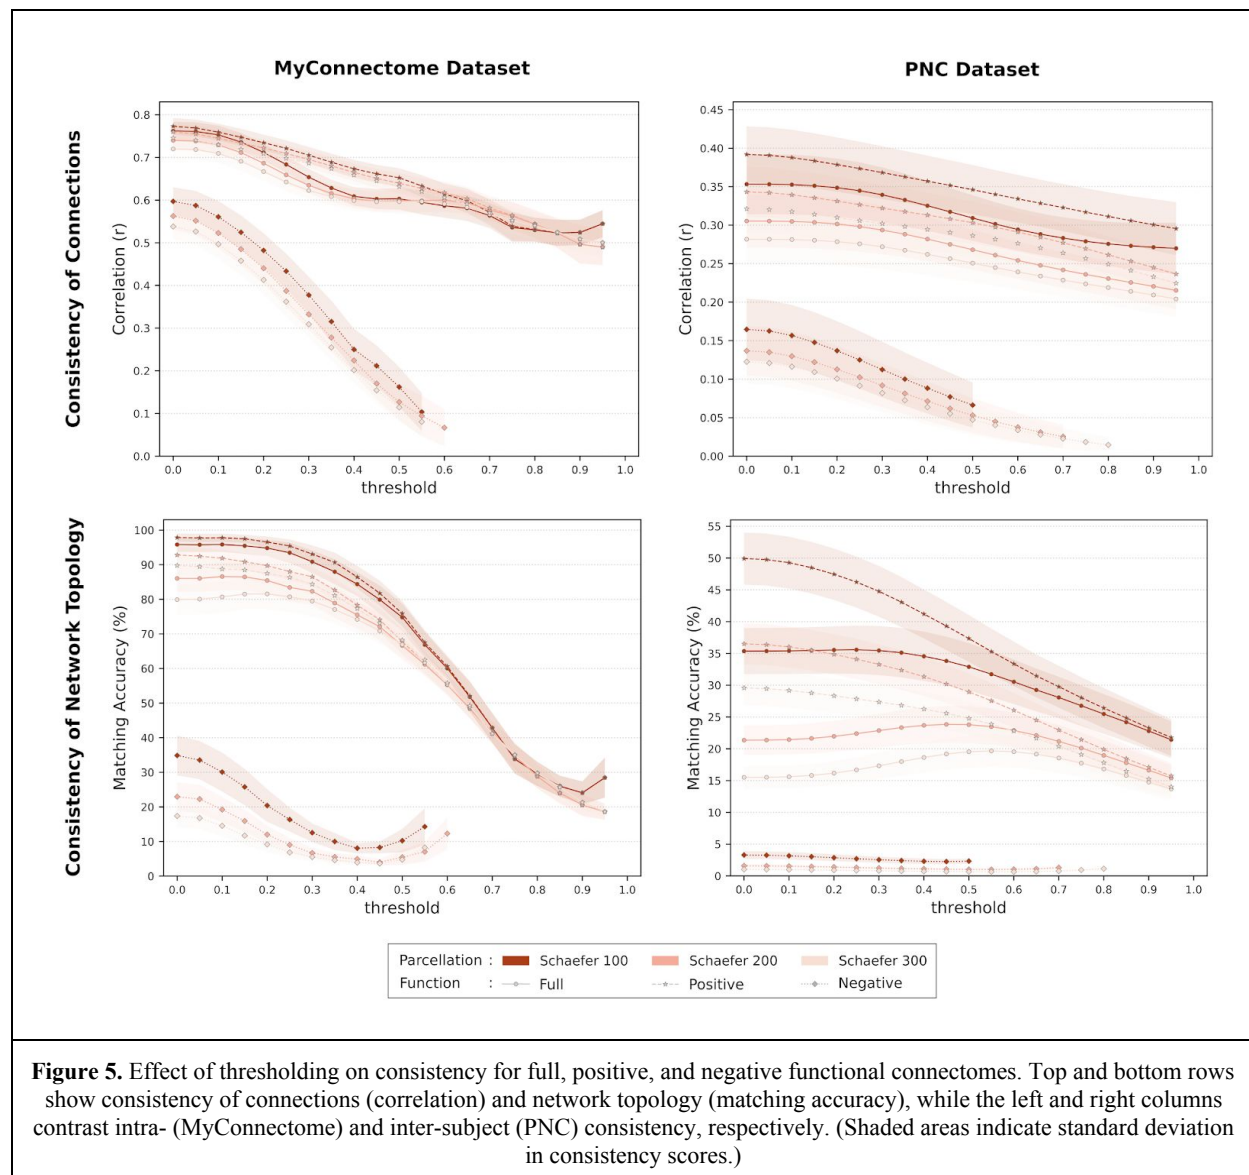 MyConnectome Dataset
PNC Dataset
Consistency of Connections
Correlation (r)
0.8
0.7
0.6
0.5
0.4
0.3
0.2
0.1
0.0
0.0 0.1 0.2 0.3 0.4 0.5 0.6 0.7 0.8 0.9 1.0
threshold
Correlation (r)
0.45
0.40
0.35
0.30
0.25
0.20
0.15
0.10
0.05
0.00
0.0 0.1 0.2 0.3 0.4 0.5 0.6 0.7 0.8 0.9 1.0
threshold
Consistency of Network Topology
Matching Accuracy (%)
100
90
80
70
60
50
40
30
20
10
0
0.0 0.1 0.2 0.3 0.4 0.5 0.6 0.7 0.8 0.9 1.0
threshold
Matching Accuracy (%)
55
50
45
40
35
30
25
20
15
10
5
0
0.0 0.1 0.2 0.3 0.4 0.5 0.6 0.7 0.8 0.9 1.0
threshold
Parcellation : Schaefer 100 Schaefer 200 Schaefer 300
Function : Full Positive Negative
Figure 5. Effect of thresholding on consistency for full, positive, and negative functional connectomes. Top and bottom rows
show consistency of connections (correlation) and network topology (matching accuracy), while the left and right columns
contrast intra- (MyConnectome) and inter-subject (PNC) consistency, respectively. (Shaded areas indicate standard deviation
in consistency scores.)